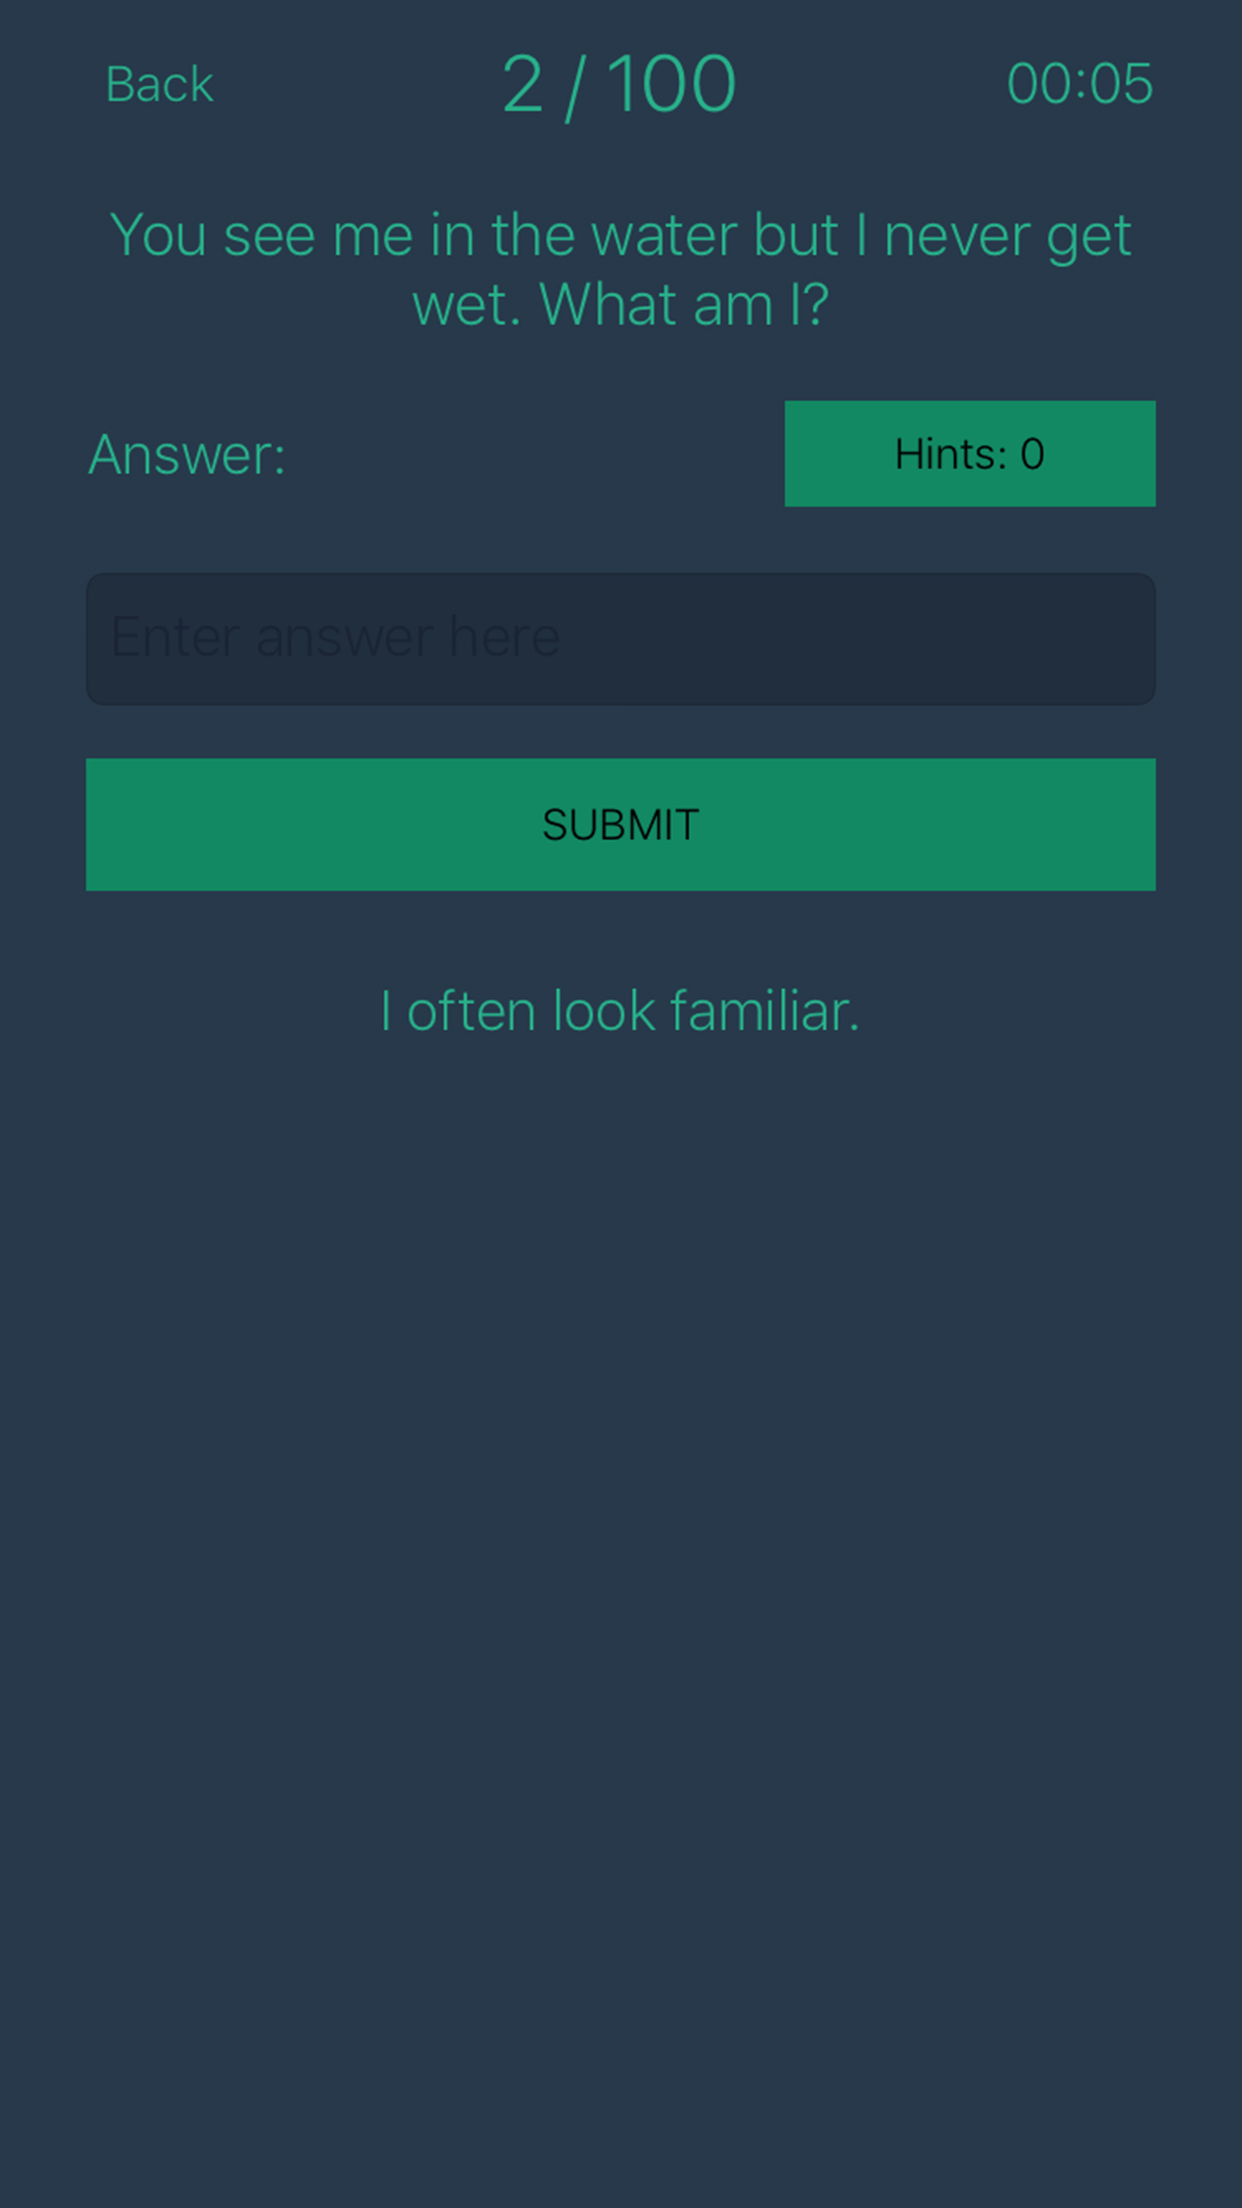 Back
2 / 100
00:05
You see me in the water but I never get
wet. What am I?
Answer:
Hints: 0
Enter answer here
SUBMIT
I often look familiar.